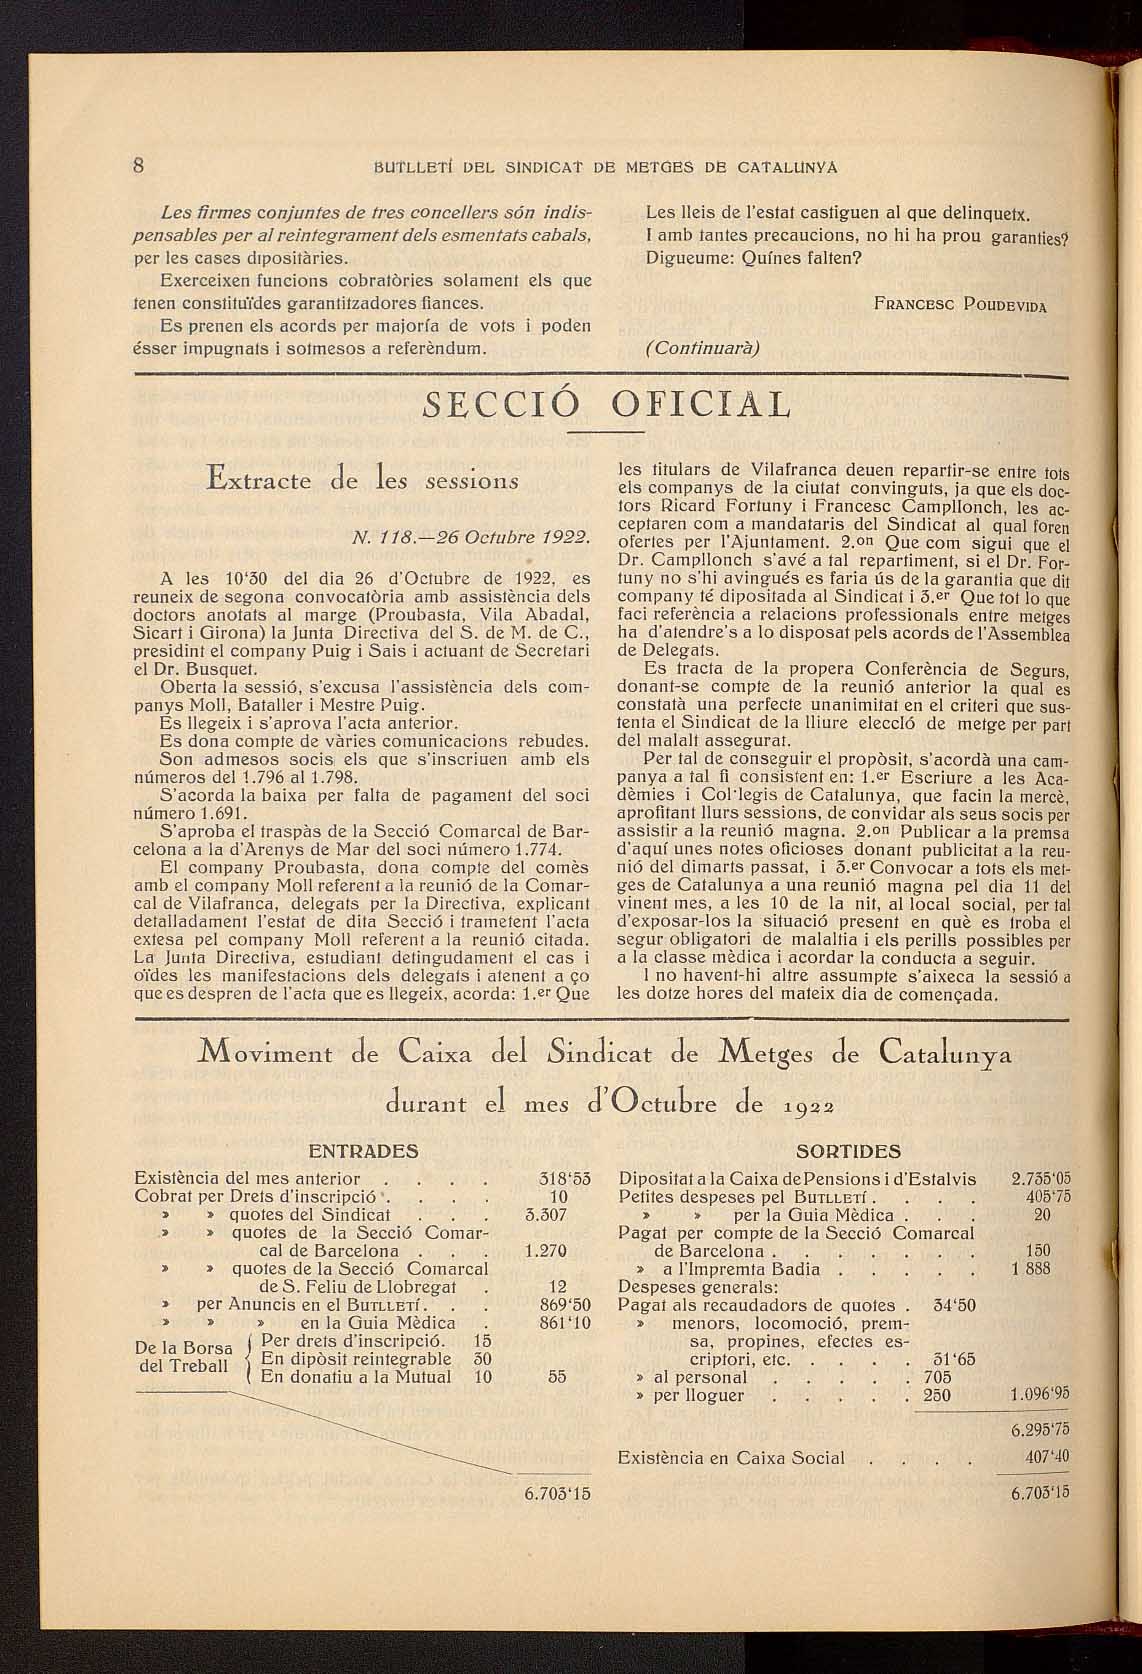 8
BUTLLETÍ DEL SINDICAT DE METGES DE CATALUNYA
Les firmes conjuntes de tres concellers són indis-
pensables per al reintegrament dels esmentats cabals,
per les cases dipositàries.
Exerceixen funcions cobratòries solament els que
tenen constituïdes garantitzadores fiances.
Es prenen els acords per majoría de vots i poden
ésser impugnats i sotmesos a referèndum.
Les lleis de l'estat castiguen al que delinquetx.
I amb tantes precaucions, no hi ha prou garanties?
Digueume: Quínes falten?
FRANCESC POUDEVIDA
(Continuarà)
SECCIÓ OFICIAL
Extracte de les sessions
N. 118.—26 Octubre 1922.
A les 10'30 del dia 26 d'Octubre de 1922, es
reuneix de segona convocatòria amb assistència dels
doctors anotats al marge (Proubasta, Vila Abadal,
Sicart i Girona) la Junta Directiva del S. de M. de C.,
presidint el company Puig i Sais i actuant de Secretari
el Dr. Busquet.
Oberta la sessió, s'excusa l'assistència dels com-
panys Moll, Bataller i Mestre Puig.
Es llegeix i s'aprova l'acta anterior.
Es dona compte de vàries comunicacions rebudes.
Son admesos socis els que s'inscriuen amb els
números del 1.796 al 1.798.
S'acorda la baixa per falta de pagament del soci
número 1.691.
S'aproba el traspàs de la Secció Comarcal de Bar-
celona a la d'Arenys de Mar del soci número 1.774.
El company Proubasta, dona compte del comès
amb el company Moll referent a la reunió de la Comar-
cal de Vilafranca, delegats per la Directiva, explicant
detalladament l'estat de dita Secció i trametent l'acta
extesa pel company Moll referent a la reunió citada.
La Junta Directiva, estudiant detingudament el cas i
oïdes les manifestacions dels delegats i atenent a ço
que es despren de l'acta que es llegeix, acorda: 1.er Que
les titulars de Vilafranca deuen repartir-se entre tots
els companys de la ciutat convinguts, ja que els doc-
tors Ricard Fortuny i Francesc Campllonch, les ac-
ceptaren com a mandataris del Sindicat al qual foren
ofertes per l'Ajuntament. 2.on Que com sigui que el
Dr. Campllonch s'avé a tal repartiment, si el Dr. For-
tuny no s'hi avingués es faria ús de la garantia que dit
company té dipositada al Sindicat i 3.er Que tot lo que
faci referència a relacions professionals entre metges
ha d'atendre's a lo disposat pels acords de l'Assemblea
de Delegats.
Es tracta de la propera Conferència de Segurs,
donant-se compte de la reunió anterior la qual es
constatà una perfecte unanimitat en el criteri que sus-
tenta el Sindicat de la lliure elecció de metge per part
del malalt assegurat.
Per tal de conseguir el propòsit, s'acordà una cam-
panya a tal fi consistent en: 1.er Escriure a les Aca-
dèmies i Col·legis de Catalunya, que facin la mercè,
aprofitant llurs sessions, de convidar als seus socis per
assistir a la reunió magna. 2.on Publicar a la premsa
d'aquí unes notes oficioses donant publicitat a la reu-
nió del dimarts passat, i 3.er Convocar a tots els met-
ges de Catalunya a una reunió magna pel dia 11 del
vinent mes, a les 10 de la nit, al local social, per tal
d'exposar-los la situació present en què es troba el
segur obligatori de malaltia i els perills possibles per
a la classe mèdica i acordar la conducta a seguir.
I no havent-hi altre assumpte s'aixeca la sessió a
les dotze hores del mateix dia de començada.
Moviment de Caixa del Sindicat de Metges de Catalunya
durant el mes d'Octubre de 1922
ENTRADES
Existència del mes anterior . . . . 318'53
Cobrat per Drets d'inscripció . . . . 10
» » quotes del Sindicat . . . 3.307
» » quotes de la Secció Comar-
cal de Barcelona . . . 1.270
» » quotes de la Secció Comarcal
de S. Feliu de Llobregat . 12
» per Anuncis en el BUTLLETÍ. . . 869'50
» » » en la Guia Mèdica . 861'10
De la Borsa del Treball
Per drets d'inscripció. 15
En dipòsit reintegrable 30
En donatiu a la Mutual 10 55
6.703'15
SORTIDES
Dipositat a la Caixa de Pensions i d'Estalvis 2.735'05
Petites despeses pel BUTLLETÍ . . . . 405'75
» » per la Guia Mèdica . . . 20
Pagat per compte de la Secció Comarcal
de Barcelona . . . . . . . 150
» a l'Impremta Badia . . . . . 1 888
Despeses generals:
Pagat als recaudadors de quotes . 34'50
» menors, locomoció, prem-
sa, propines, efectes es-
criptori, etc. . . . . 31'65
» al personal . . . . . 705
» per lloguer . . . . . 250 1.096'95
6.295'75
Existència en Caixa Social . . . . 407'40
6.703'15